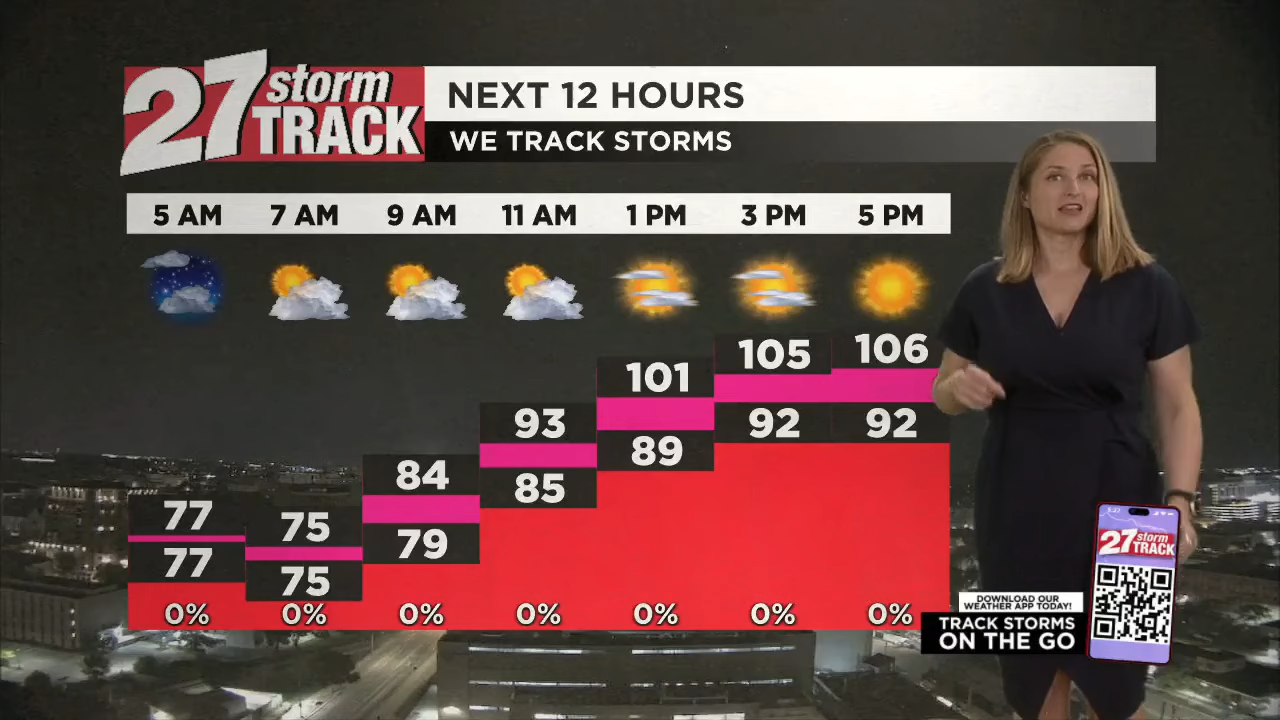 27 storm TRACK
NEXT 12 HOURS
WE TRACK STORMS
5 AM 7 AM 9 AM 11 AM 1 PM 3 PM 5 PM
77 75 84 93 101 105 106
77 75 79 85 89 92 92
0% 0% 0% 0% 0% 0% 0%
5:27
27 storm TRACK
DOWNLOAD OUR
WEATHER APP TODAY!
TRACK STORMS
ON THE GO